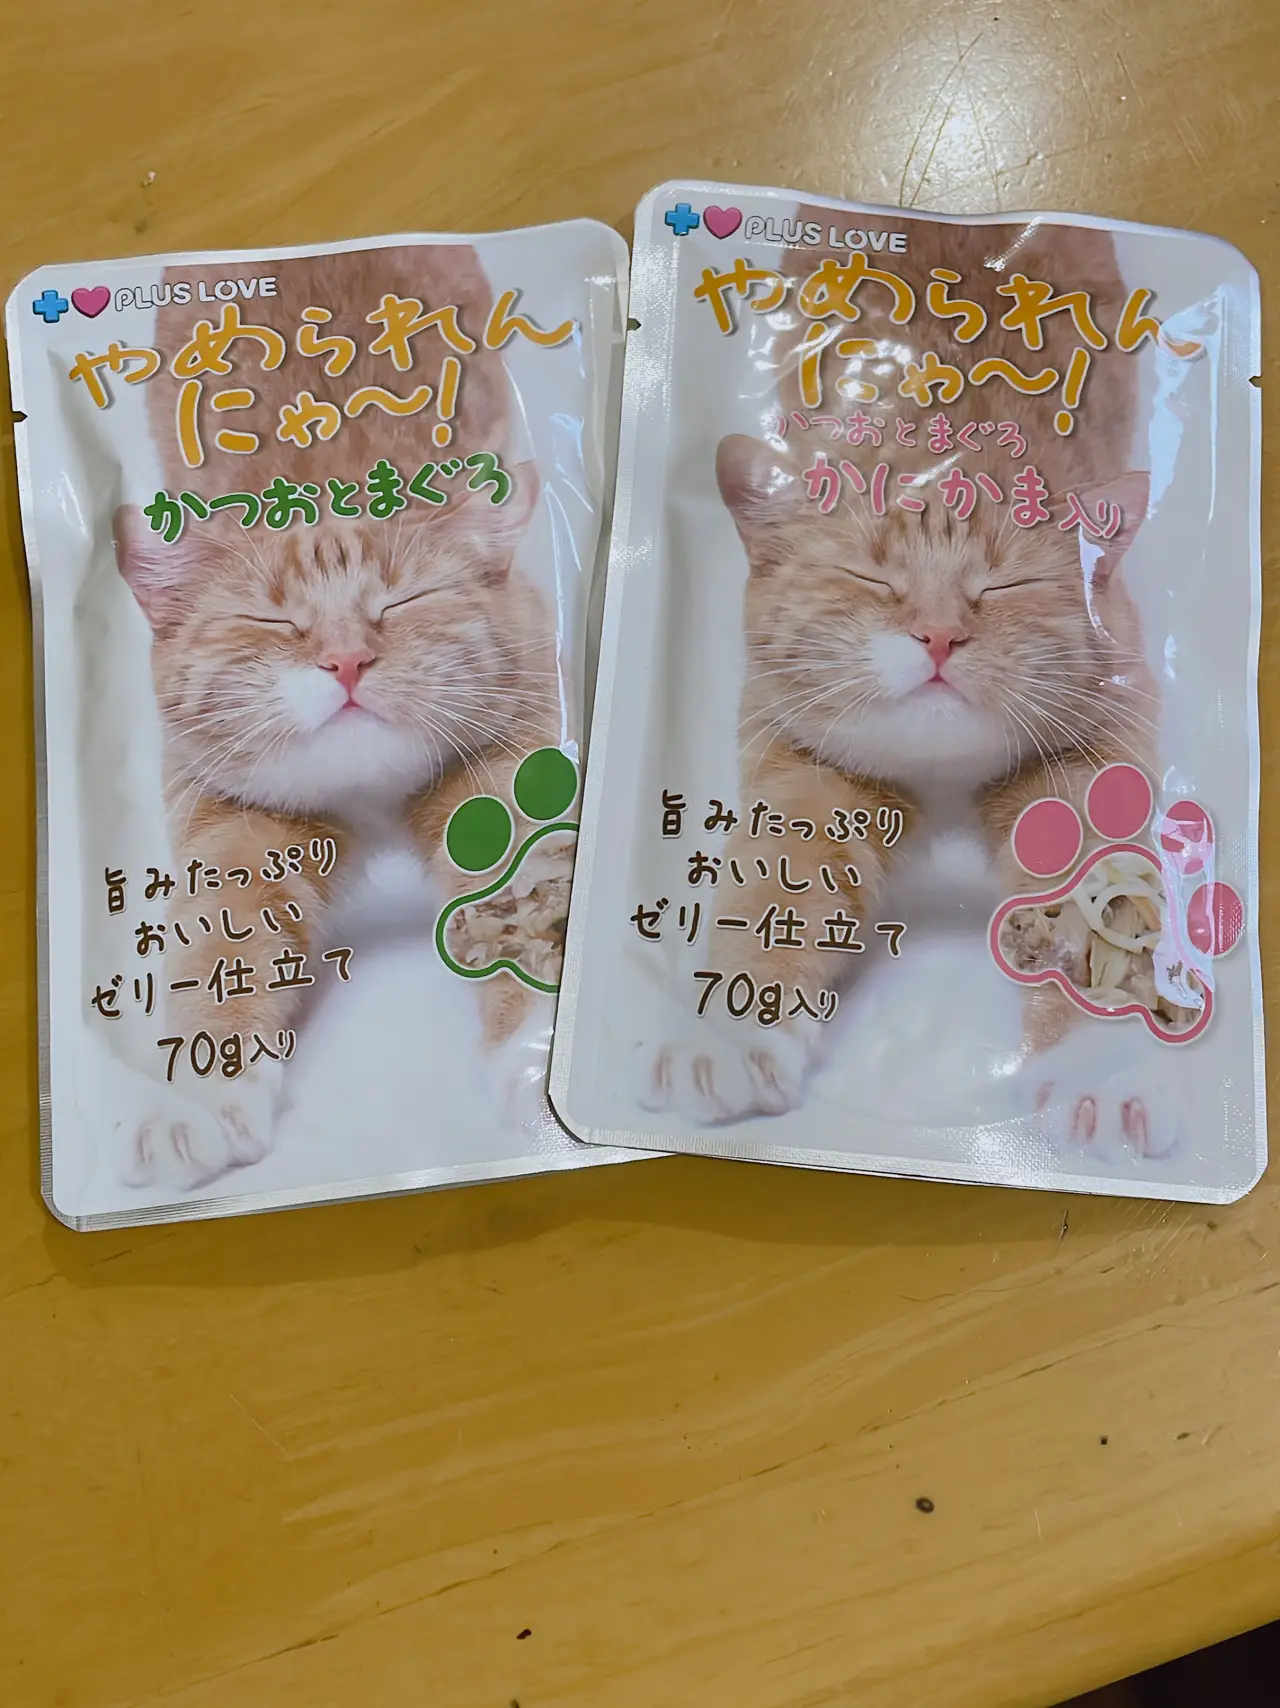 PLUS LOVE
やめられん
にゃ〜!
かつおとまぐろ
旨みたっぷり
おいしい
ゼリー仕立て
70g入り
PLUS LOVE
やめられん
にゃ〜!
かつおとまぐろ
かにかま入り
旨みたっぷり
おいしい
ゼリー仕立て
70g入り